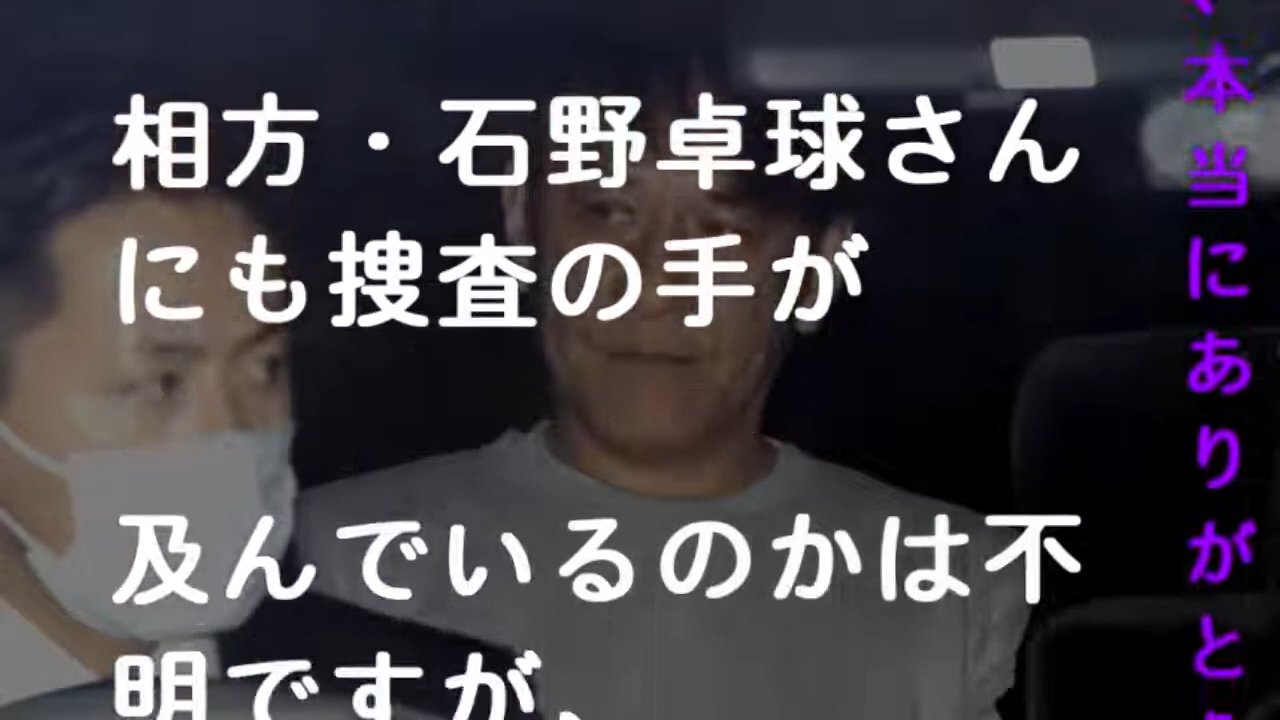 相方・石野卓球さん
にも捜査の手が
及んでいるのかは不
明ですが、
、本当にありがと